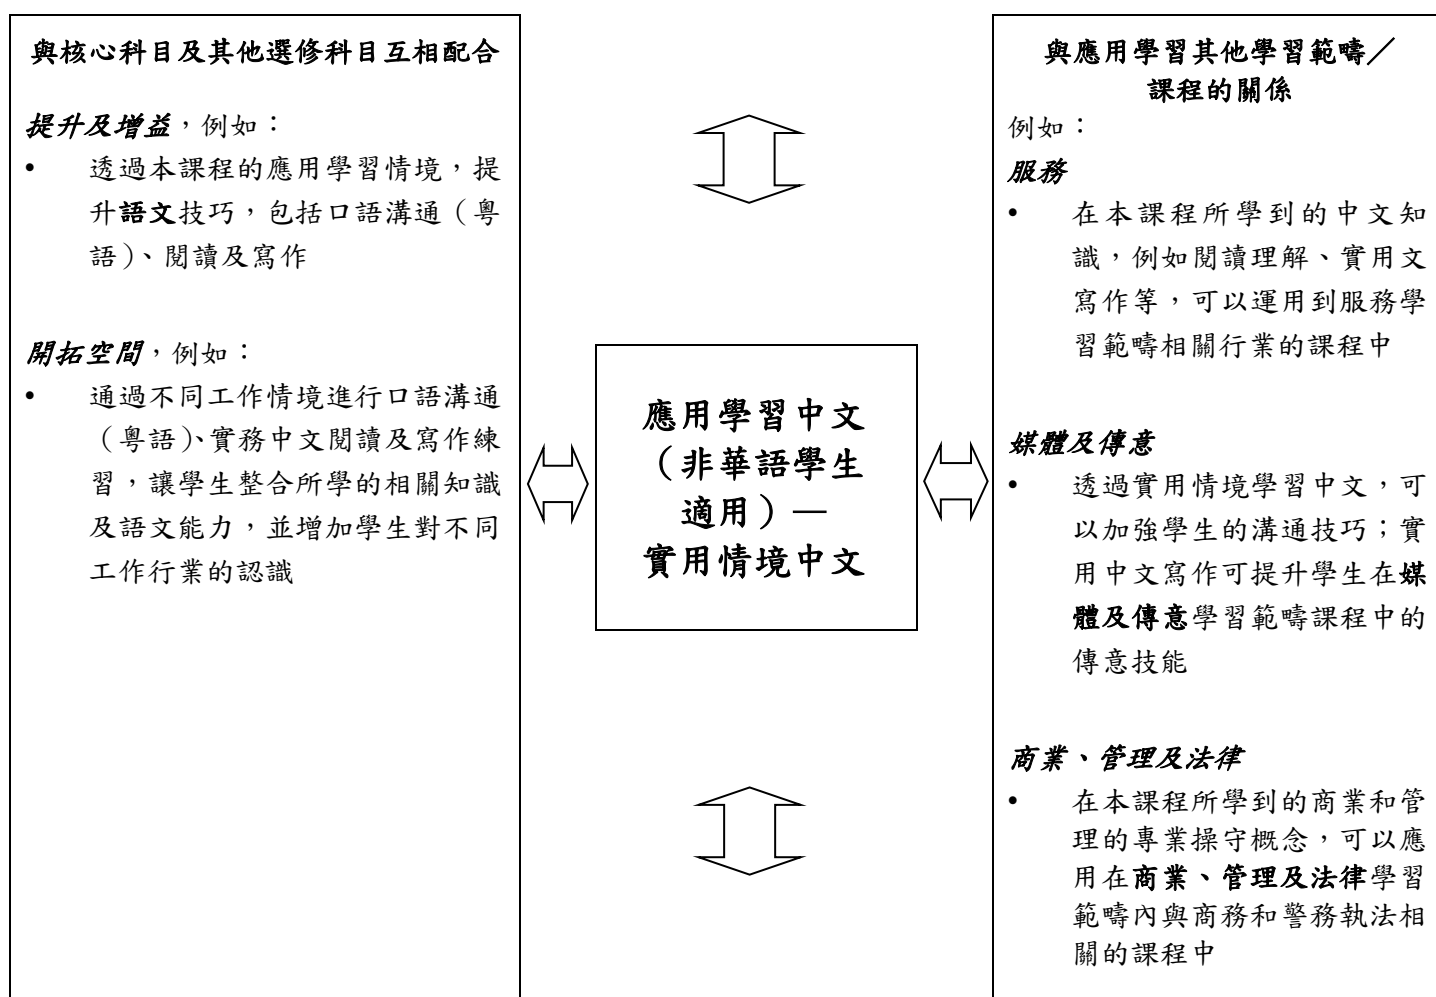 與核心科目及其他選修科目互相配合
提升及增益，例如：
• 透過本課程的應用學習情境，提
升語文技巧，包括口語溝通（粵
語）、閱讀及寫作
開拓空間，例如：
• 通過不同工作情境進行口語溝通
（粵語）、實務中文閱讀及寫作練
習，讓學生整合所學的相關知識
及語文能力，並增加學生對不同
工作行業的認識
應用學習中文
（非華語學生
適用）—
實用情境中文
與應用學習其他學習範疇／
課程的關係
例如：
服務
• 在本課程所學到的中文知
識，例如閱讀理解、實用文
寫作等，可以運用到服務學
習範疇相關行業的課程中
媒體及傳意
• 透過實用情境學習中文，可
以加強學生的溝通技巧；實
用中文寫作可提升學生在媒
體及傳意學習範疇課程中的
傳意技能
商業、管理及法律
• 在本課程所學到的商業和管
理的專業操守概念，可以應
用在商業、管理及法律學習
範疇內與商務和警務執法相
關的課程中